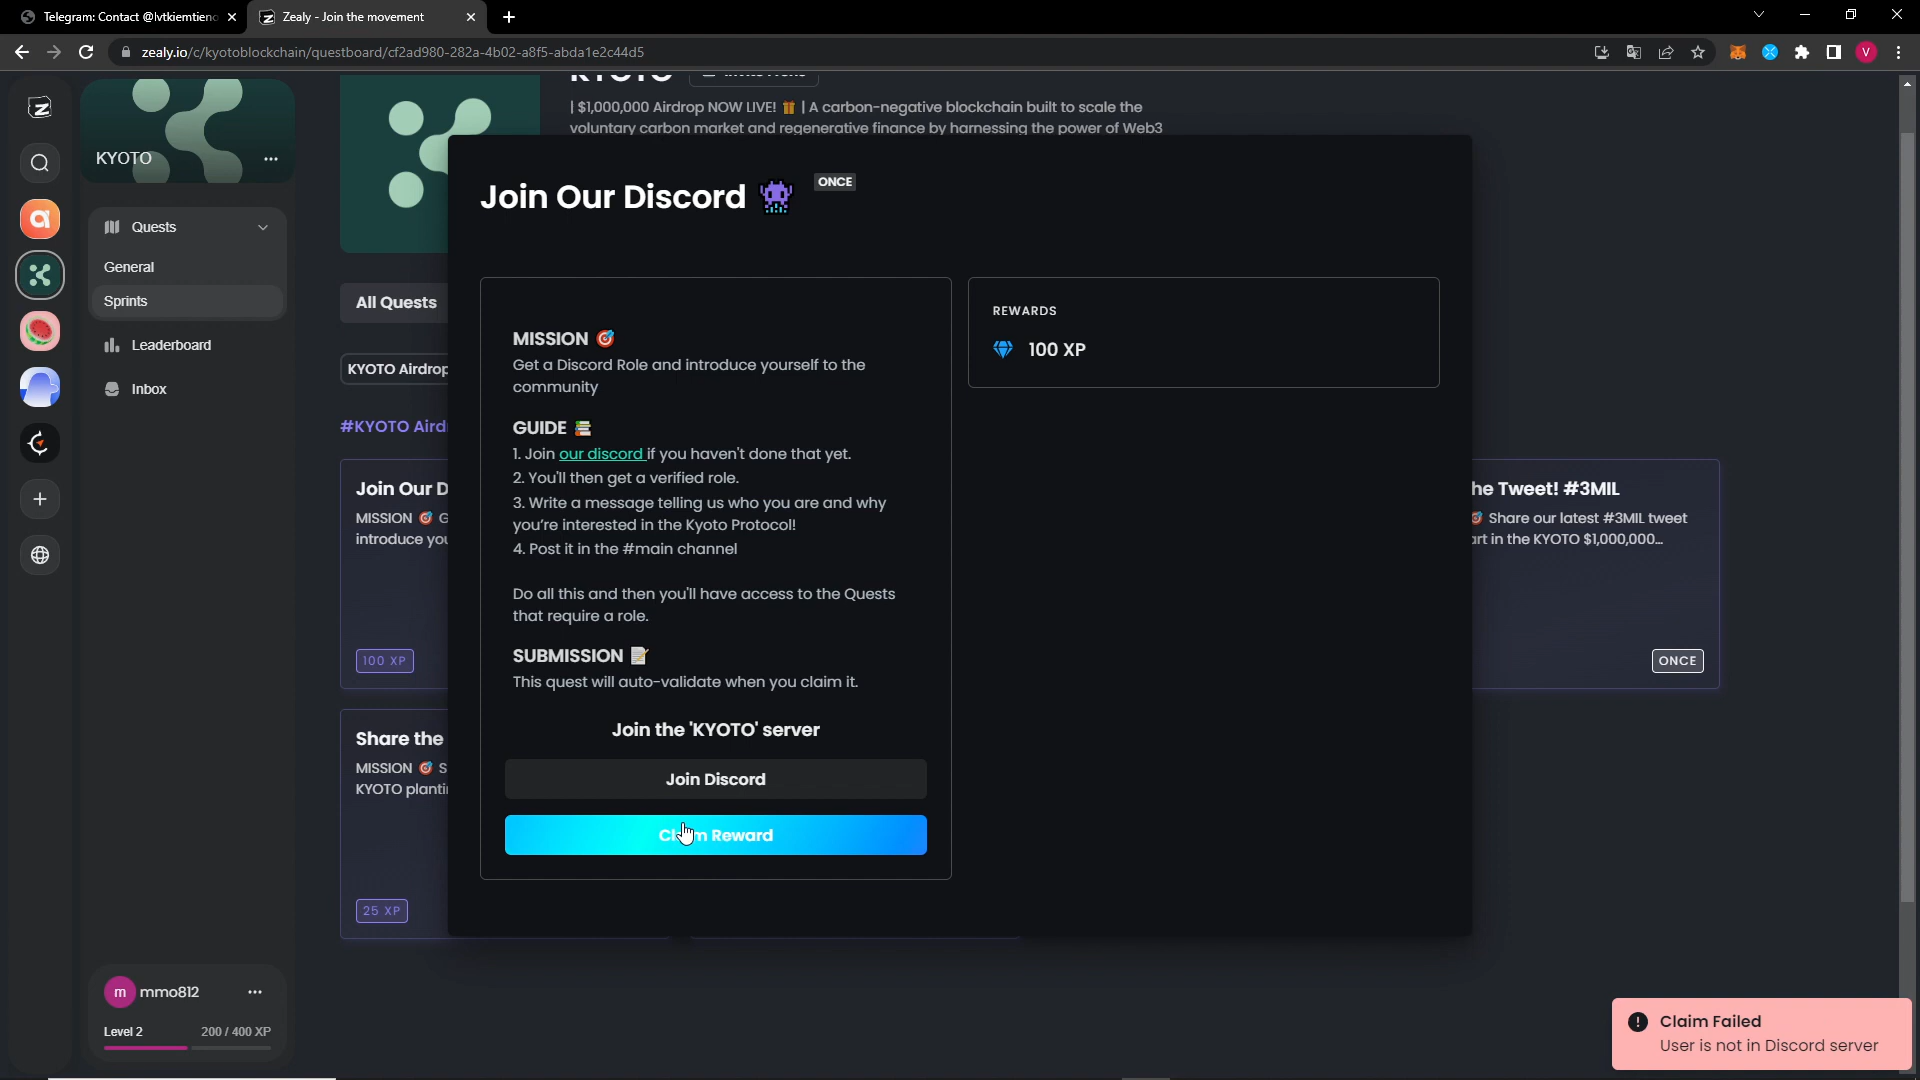 Telegram: Contact @lvtkiemtieno
Zealy - Join the movement
zealy.io/c/kyotoblockchain/questboard/cf2ad980-282a-4b02-a8f5-abda1e2c44d5
V
KYOTO
| $1,000,000 Airdrop NOW LIVE! 🎁 | A carbon-negative blockchain built to scale the
voluntary carbon market and regenerative finance by harnessing the power of Web3
KYOTO
Quests
General
Sprints
Leaderboard
Inbox
All Quests
KYOTO Airdrop
#KYOTO Aird
Join Our D
MISSION 🎯 G
introduce you
100 XP
Share the
MISSION 🎯 S
KYOTO planti
25 XP
Join Our Discord
ONCE
MISSION 🎯
Get a Discord Role and introduce yourself to the
community
GUIDE 📚
1. Join our discord if you haven't done that yet.
2. You'll then get a verified role.
3. Write a message telling us who you are and why
you're interested in the Kyoto Protocol!
4. Post it in the #main channel
Do all this and then you'll have access to the Quests
that require a role.
SUBMISSION 📝
This quest will auto-validate when you claim it.
Join the 'KYOTO' server
Join Discord
Reward
REWARDS
100 XP
he Tweet! #3MIL
🎯 Share our latest #3MIL tweet
art in the KYOTO $1,000,000...
ONCE
m
mmo812
Level 2
200 / 400 XP
Claim Failed
User is not in Discord server